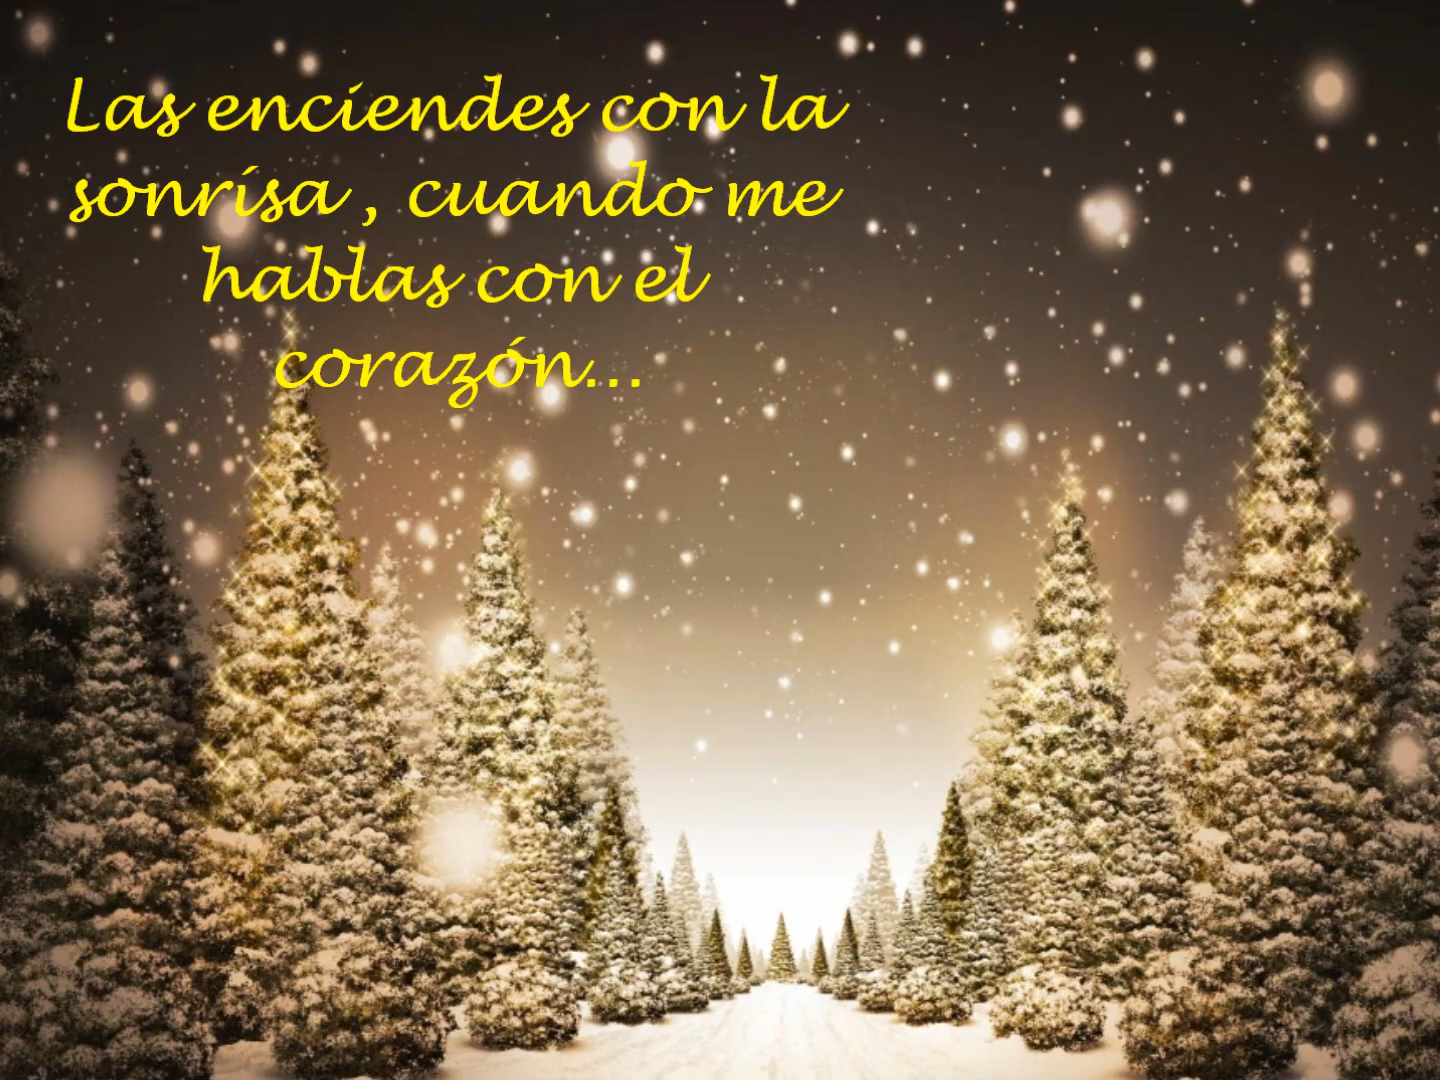 Las enciendes con la
sonrisa , cuando me
hablas con el
corazón...